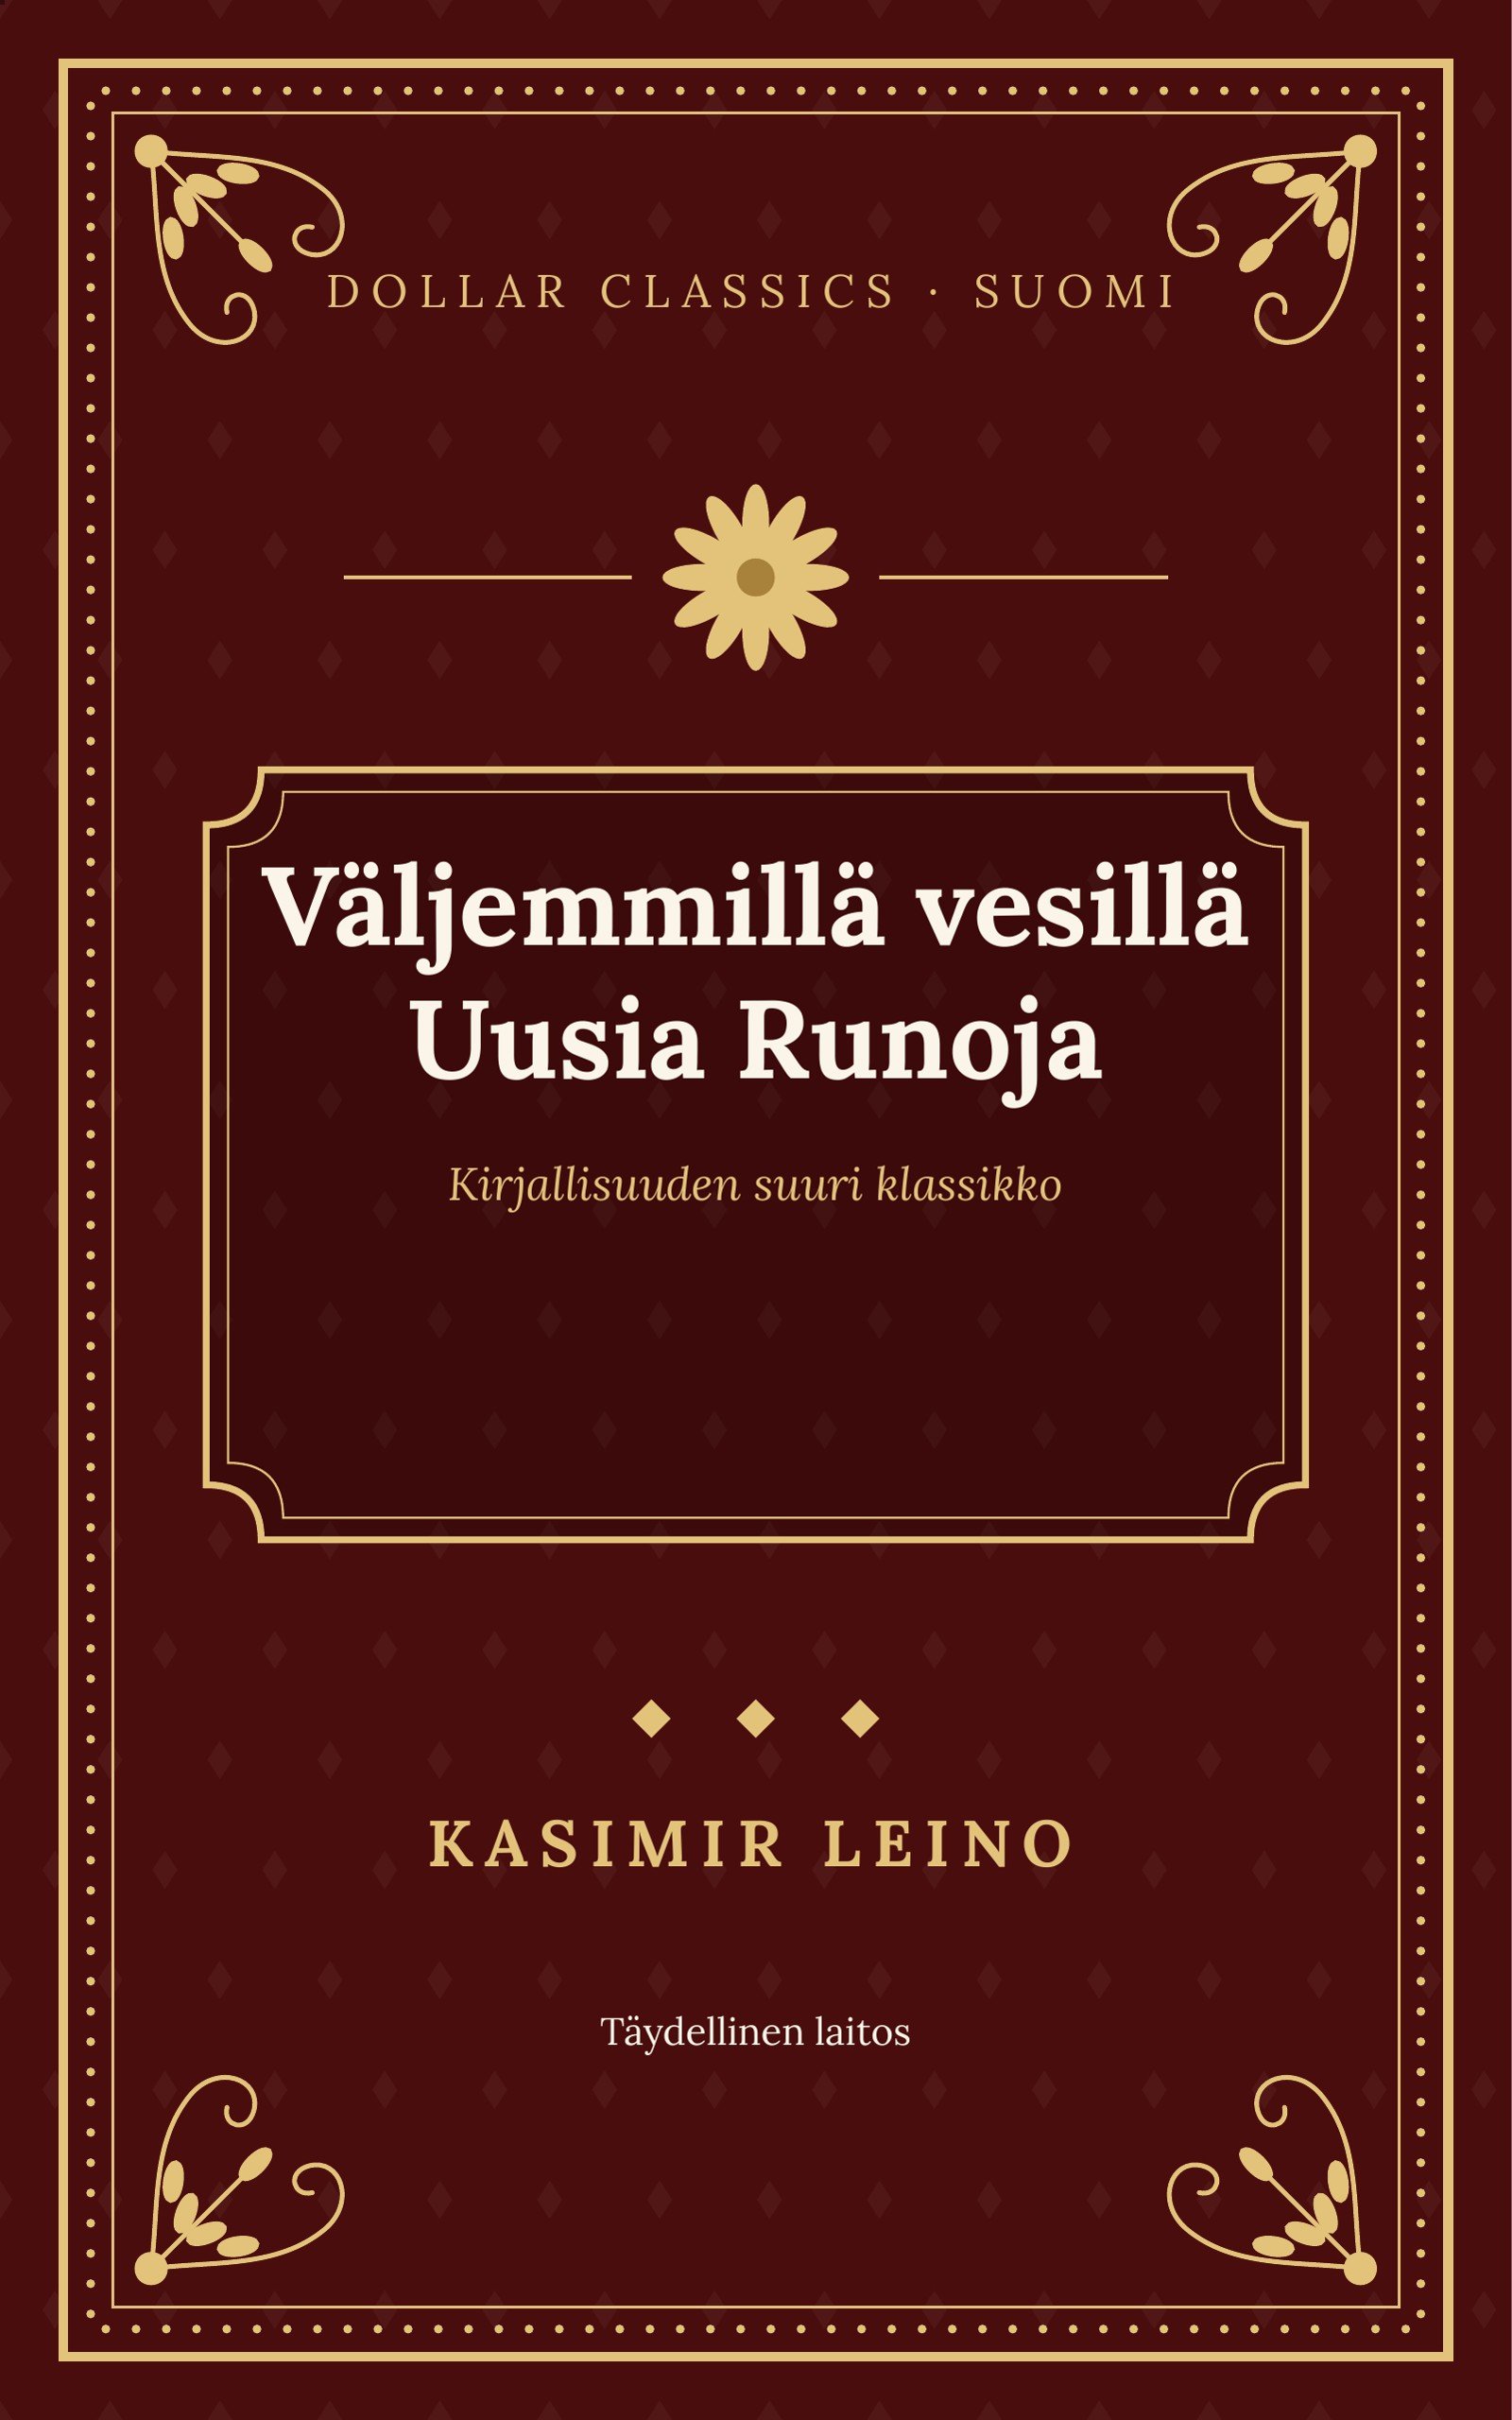 DOLLAR CLASSICS · SUOMI
Väljemmillä vesillä
Uusia Runoja
Kirjallisuuden suuri klassikko
KASIMIR LEINO
Täydellinen laitos